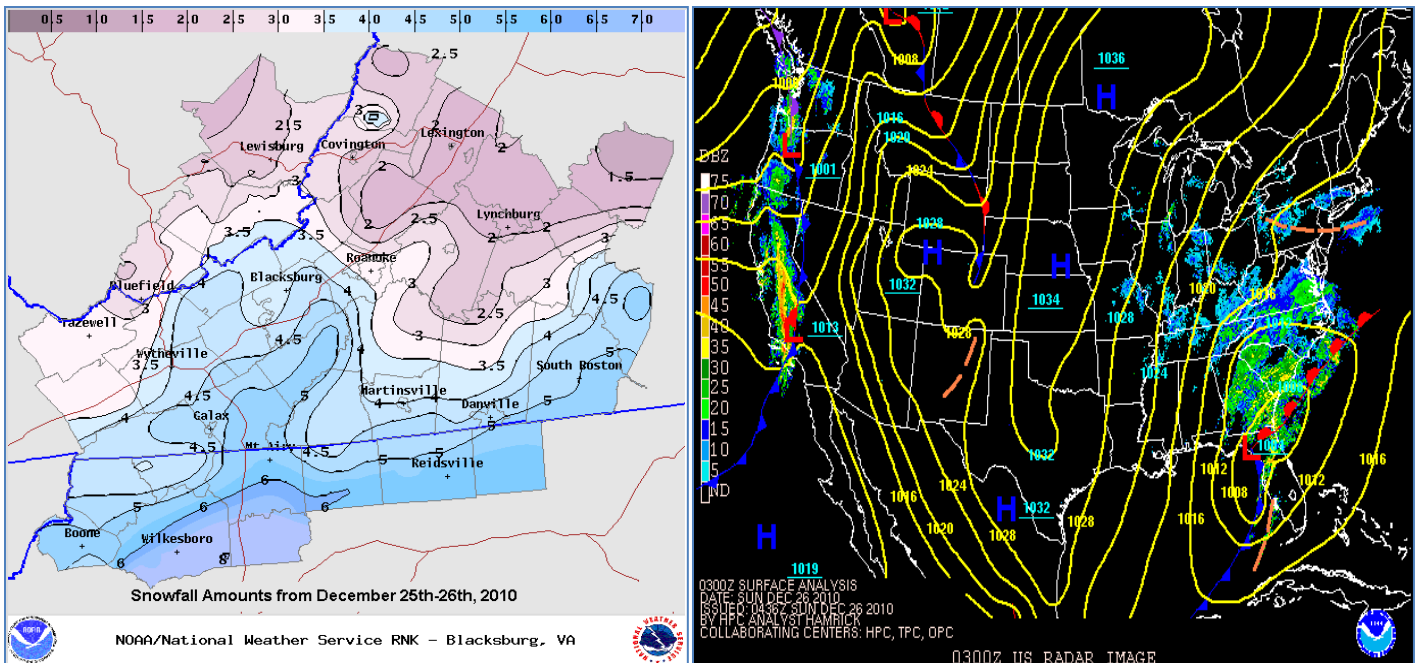 0.5 1.0 1.5 2.0 2.5 3.0 3.5 4.0 4.5 5.0 5.5 6.0 6.5 7.0
2.5
3
2.5
Lewisburg
Covington
Lexington
2
2
3
1.5
3.5
3.5
2
2.5
Lynchburg
2
2
3
Roanoke
Bluefield
4
Blacksburg
4
3
3
4.5
3
2.5
Tazewell
4.5
3
Wytheville
3.5
4
3.5
5
South Boston
4.5
5
Martinsville
4
4
Danville
5
4
Galax
4.5
Mt Airy
4.5
5
5
5
Reidsville
6
5
6
6
Boone
Wilkesboro
6
8
Snowfall Amounts from December 25th-26th, 2010
NOAA/National Weather Service RNK - Blacksburg, VA
L
1008
1036
H
1008
1016
1020
L
DBZ
1001
1024
75
70
65
60
55
50
45
40
35
30
25
20
15
10
5
ND
1028
H
H
1032
1034
1020
1016
1028
L
1013
1028
1024
1032
L
1012
1008
1012
1016
1016
1024
1016
1020
1028
H
1032
1028
H
1019
0300Z SURFACE ANALYSIS
DATE: SUN DEC 26 2010
ISSUED: 0436Z SUN DEC 26 2010
BY HPC ANALYST HAMRICK
COLLABORATING CENTERS: HPC, TPC, OPC
0300Z US RADAR IMAGE